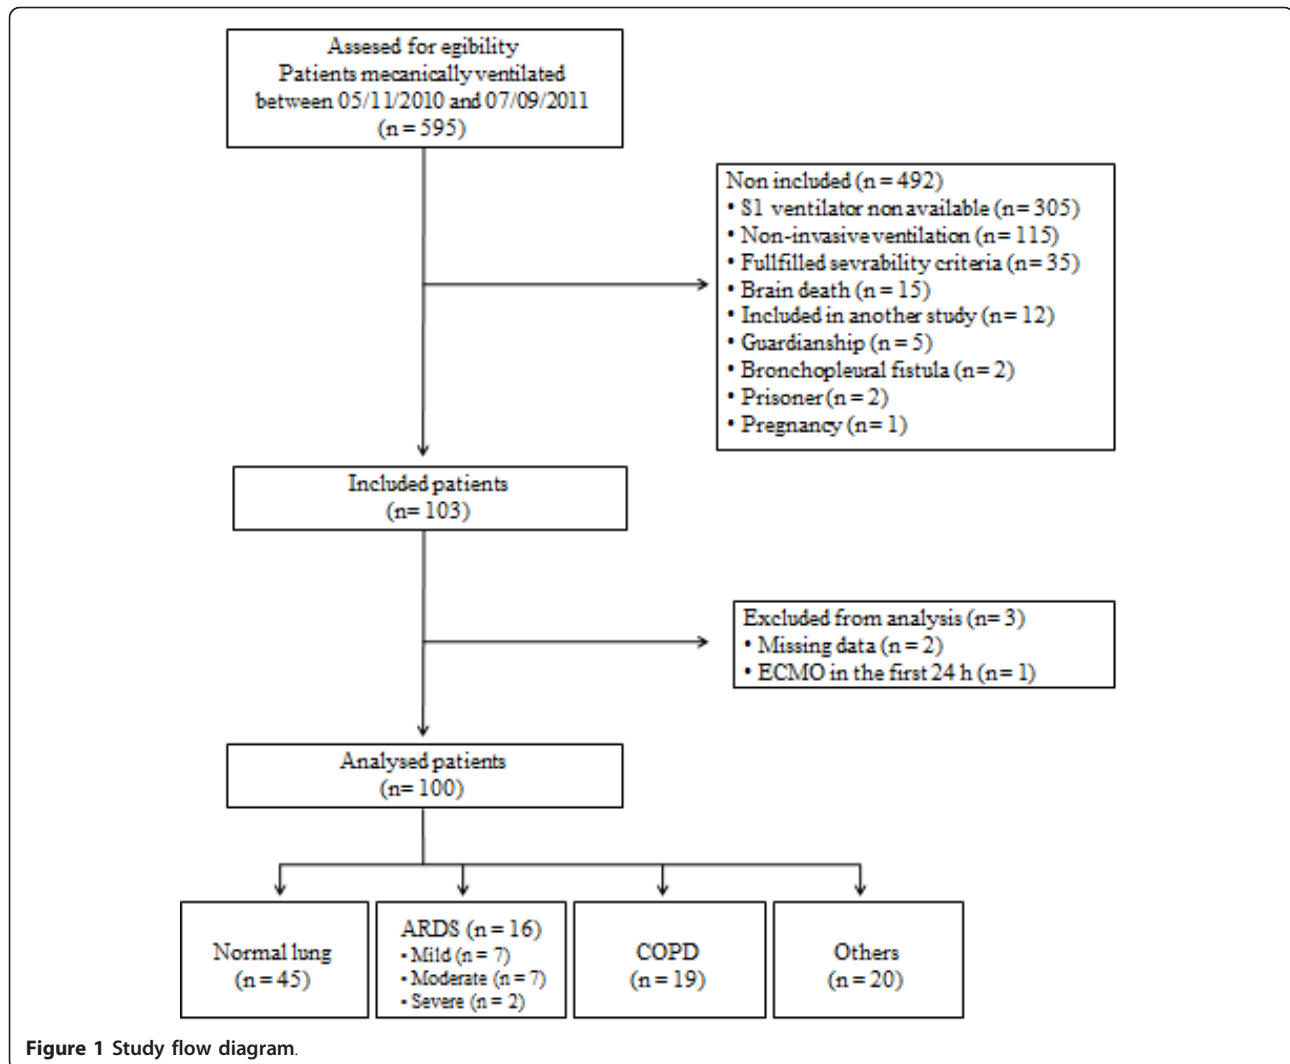 Assesed for egibility
Patients mecanically ventilated
between 05/11/2010 and 07/09/2011
(n = 595)
Non included (n = 492)
• S1 ventilator non available (n = 305)
• Non-invasive ventilation (n = 115)
• Fullfilled sevrability criteria (n = 35)
• Brain death (n = 15)
• Included in another study (n = 12)
• Guardianship (n = 5)
• Bronchopleural fistula (n = 2)
• Prisoner (n = 2)
• Pregnancy (n = 1)
Included patients
(n = 103)
Excluded from analysis (n = 3)
• Missing data (n = 2)
• ECMO in the first 24 h (n = 1)
Analysed patients
(n = 100)
Normal lung
(n = 45)
ARDS (n = 16)
• Mild (n = 7)
• Moderate (n = 7)
• Severe (n = 2)
COPD
(n = 19)
Others
(n = 20)
Figure 1 Study flow diagram.